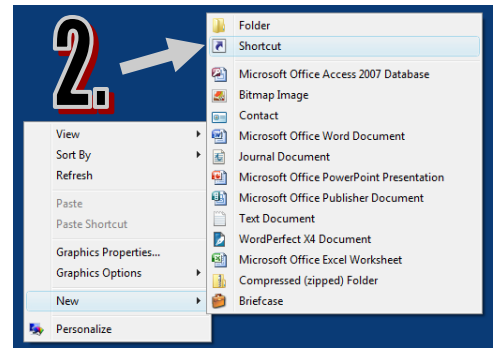 2.
View
Sort By
Refresh
Paste
Paste Shortcut
Graphics Properties...
Graphics Options
New
Personalize
Folder
Shortcut
Microsoft Office Access 2007 Database
Bitmap Image
Contact
Microsoft Office Word Document
Journal Document
Microsoft Office PowerPoint Presentation
Microsoft Office Publisher Document
Text Document
WordPerfect X4 Document
Microsoft Office Excel Worksheet
Compressed (zipped) Folder
Briefcase